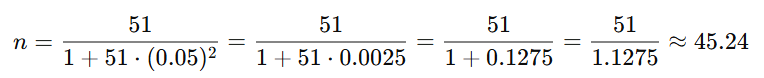 n = 51 / (1 + 51 · (0.05)²) = 51 / (1 + 51 · 0.0025) = 51 / (1 + 0.1275) = 51 / 1.1275 ≈ 45.24